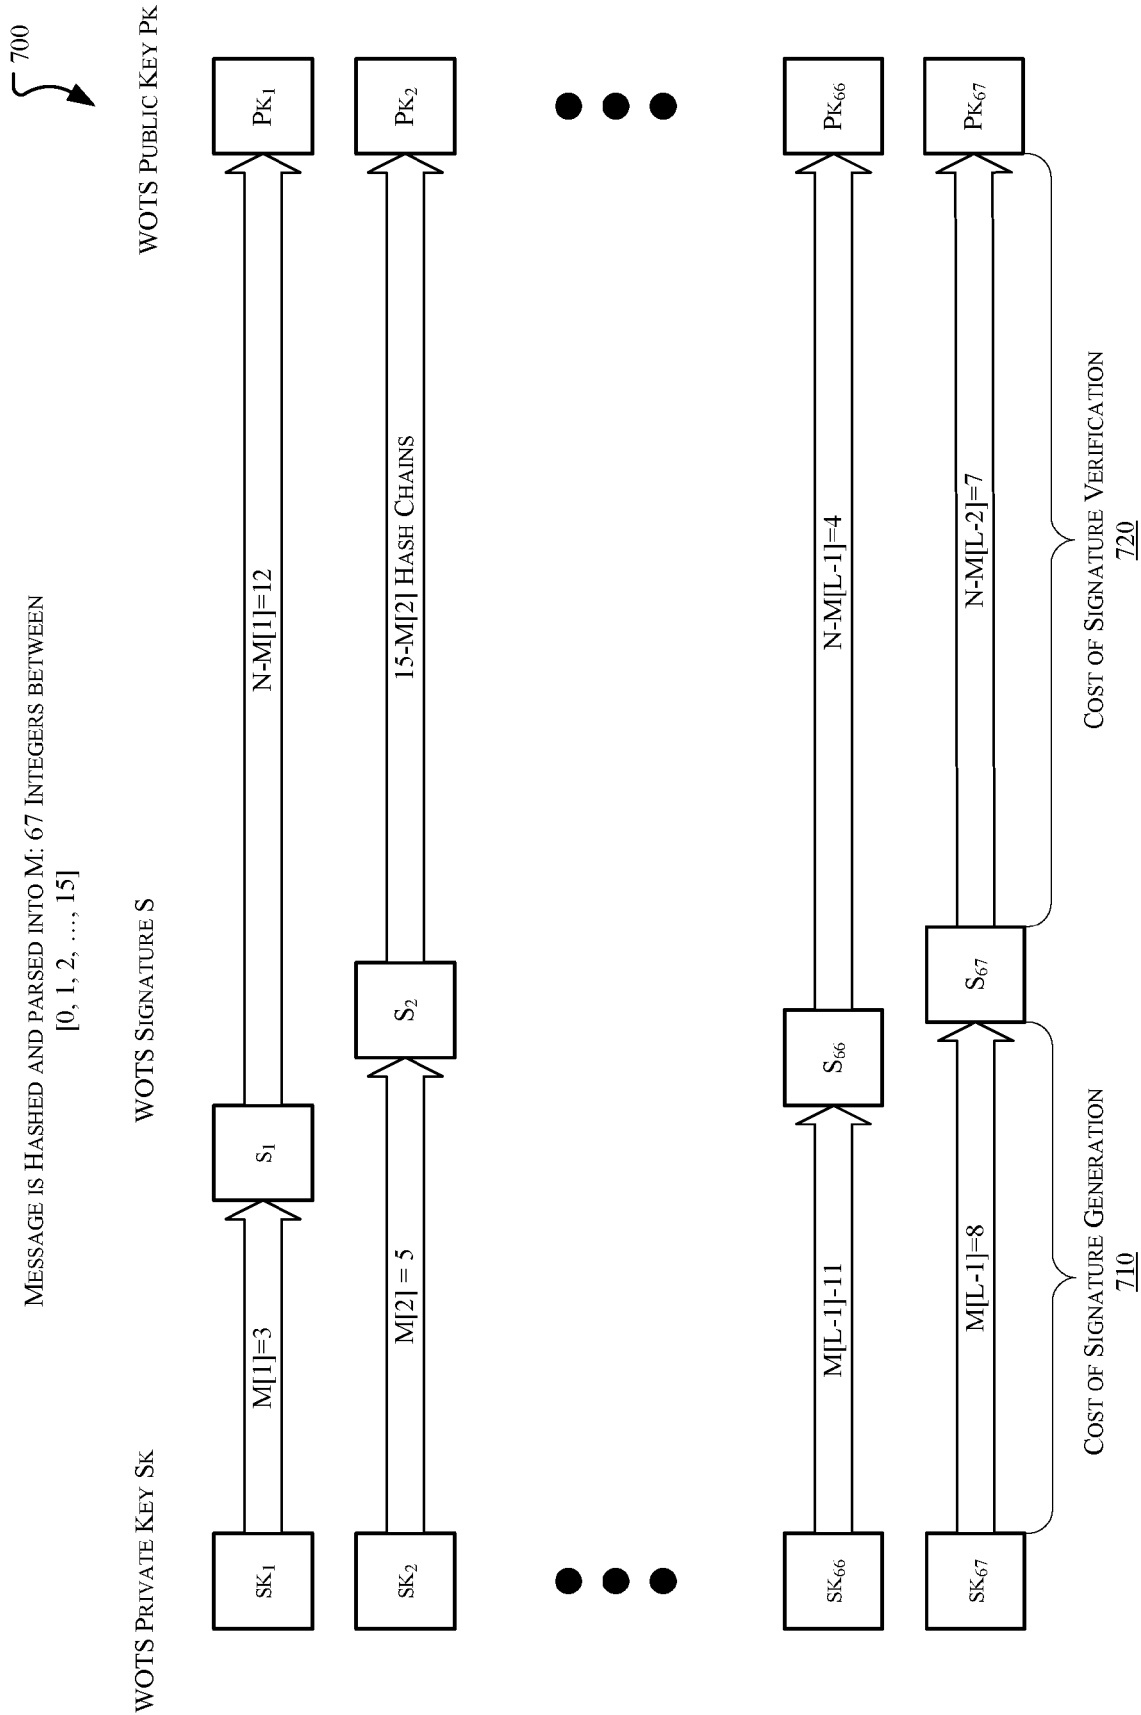 700
MESSAGE IS HASHED AND PARSED INTO M: 67 INTEGERS BETWEEN
[0, 1, 2, …., 15]
WOTS PRIVATE KEY SK
WOTS SIGNATURE S
WOTS PUBLIC KEY PK
SK1
M[1]=3
S1
N-M[1]=12
PK1
SK2
M[2] = 5
S2
15-M[2] HASH CHAINS
PK2
SK66
M[L-1]-11
S66
N-M[L-1]=4
PK66
SK67
M[L-1]=8
S67
N-M[L-2]=7
PK67
COST OF SIGNATURE GENERATION
710
COST OF SIGNATURE VERIFICATION
720